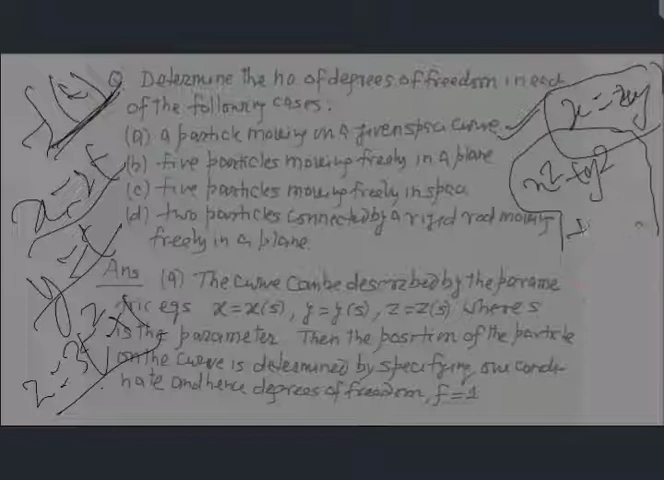 Q. Determine the no of degrees of freedom in each
of the following cases.
(a) a particle moving on a given space curve.
(b) five particles moving freely in a plane
(c) five particles moving freely in space
(d) two particles connected by a rigid rod moving
freely in a plane.
Ans (a) The curve can be described by the parame
tric eqs x=x(s), y=y(s), z=z(s) where s
is the parameter. Then the position of the particle
on the curve is determined by specifying one coordi-
nate and hence degrees of freedom, f=1